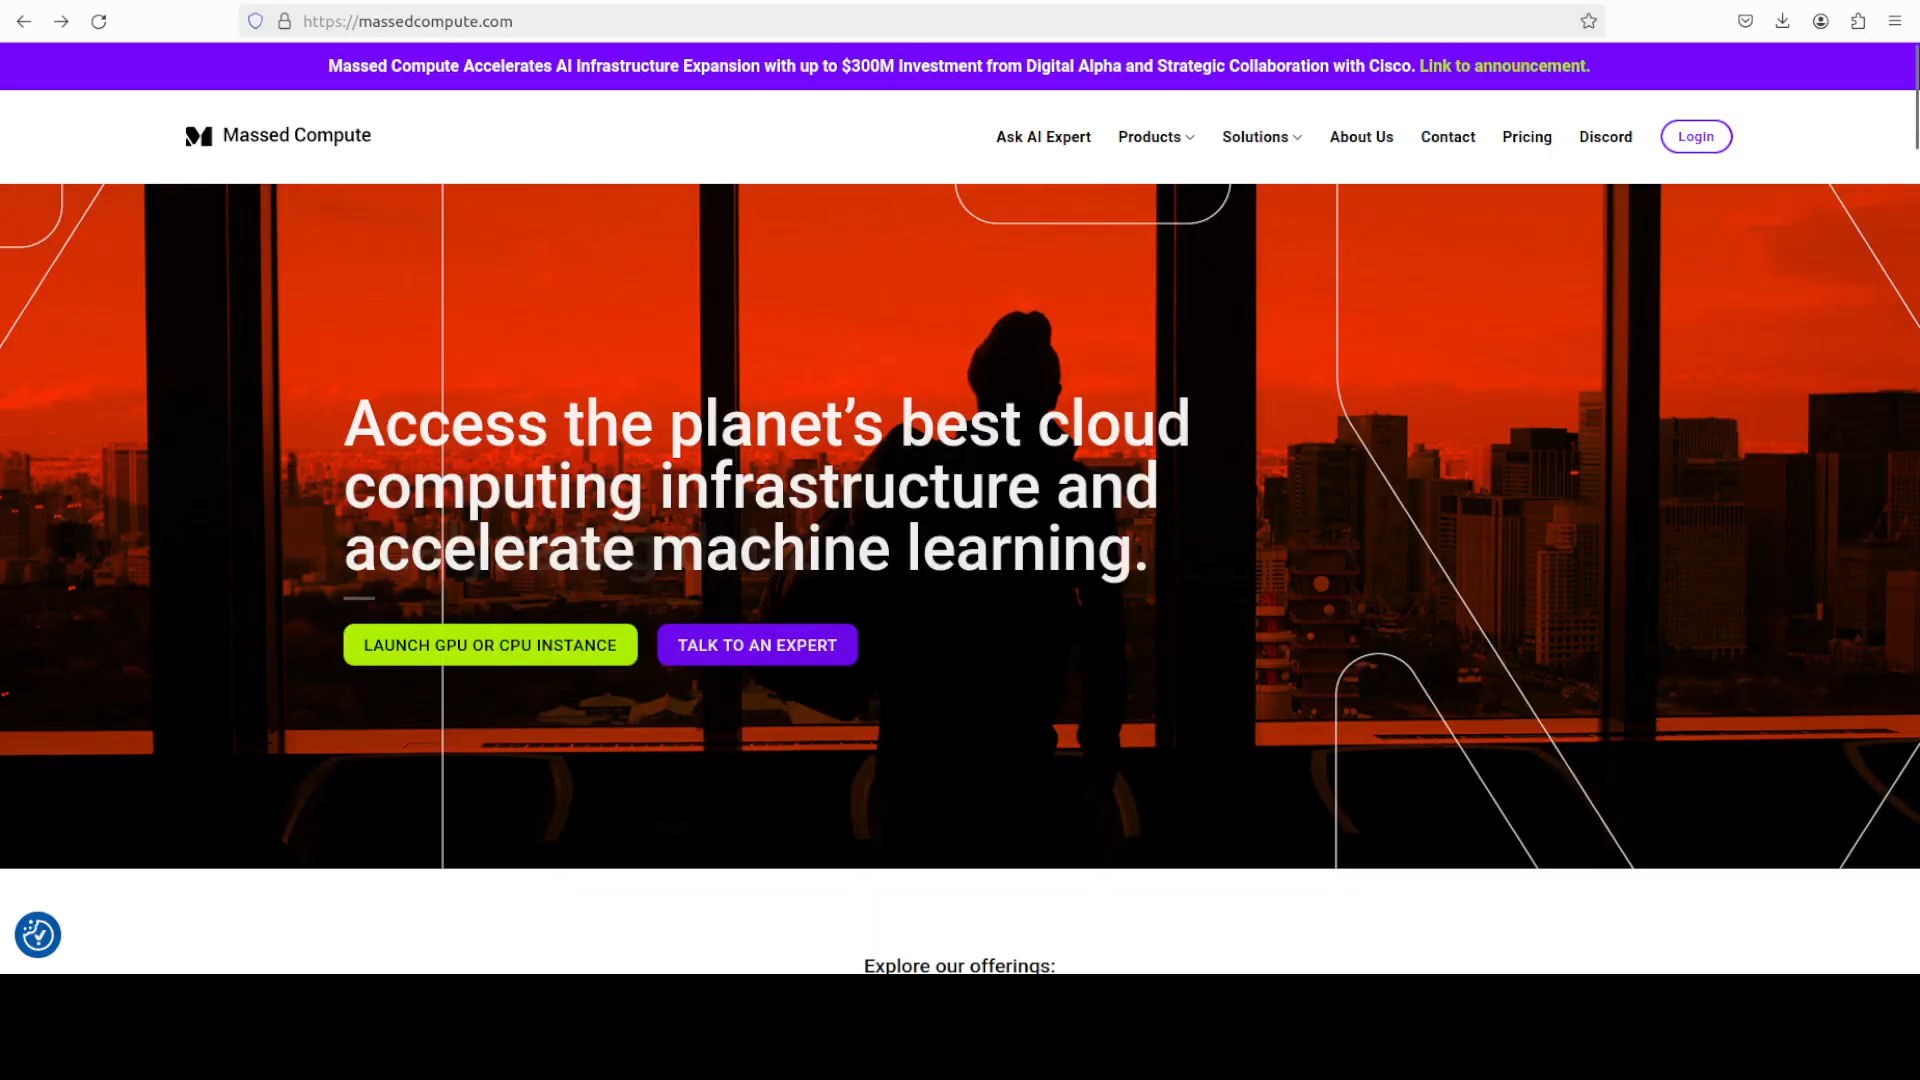 https://massedcompute.com
Massed Compute Accelerates AI Infrastructure Expansion with up to $300M Investment from Digital Alpha and Strategic Collaboration with Cisco. Link to announcement.
Massed Compute
Ask AI Expert Products Solutions About Us Contact Pricing Discord Login
Access the planet’s best cloud
computing infrastructure and
accelerate machine learning.
LAUNCH GPU OR CPU INSTANCE TALK TO AN EXPERT
Explore our offerings: